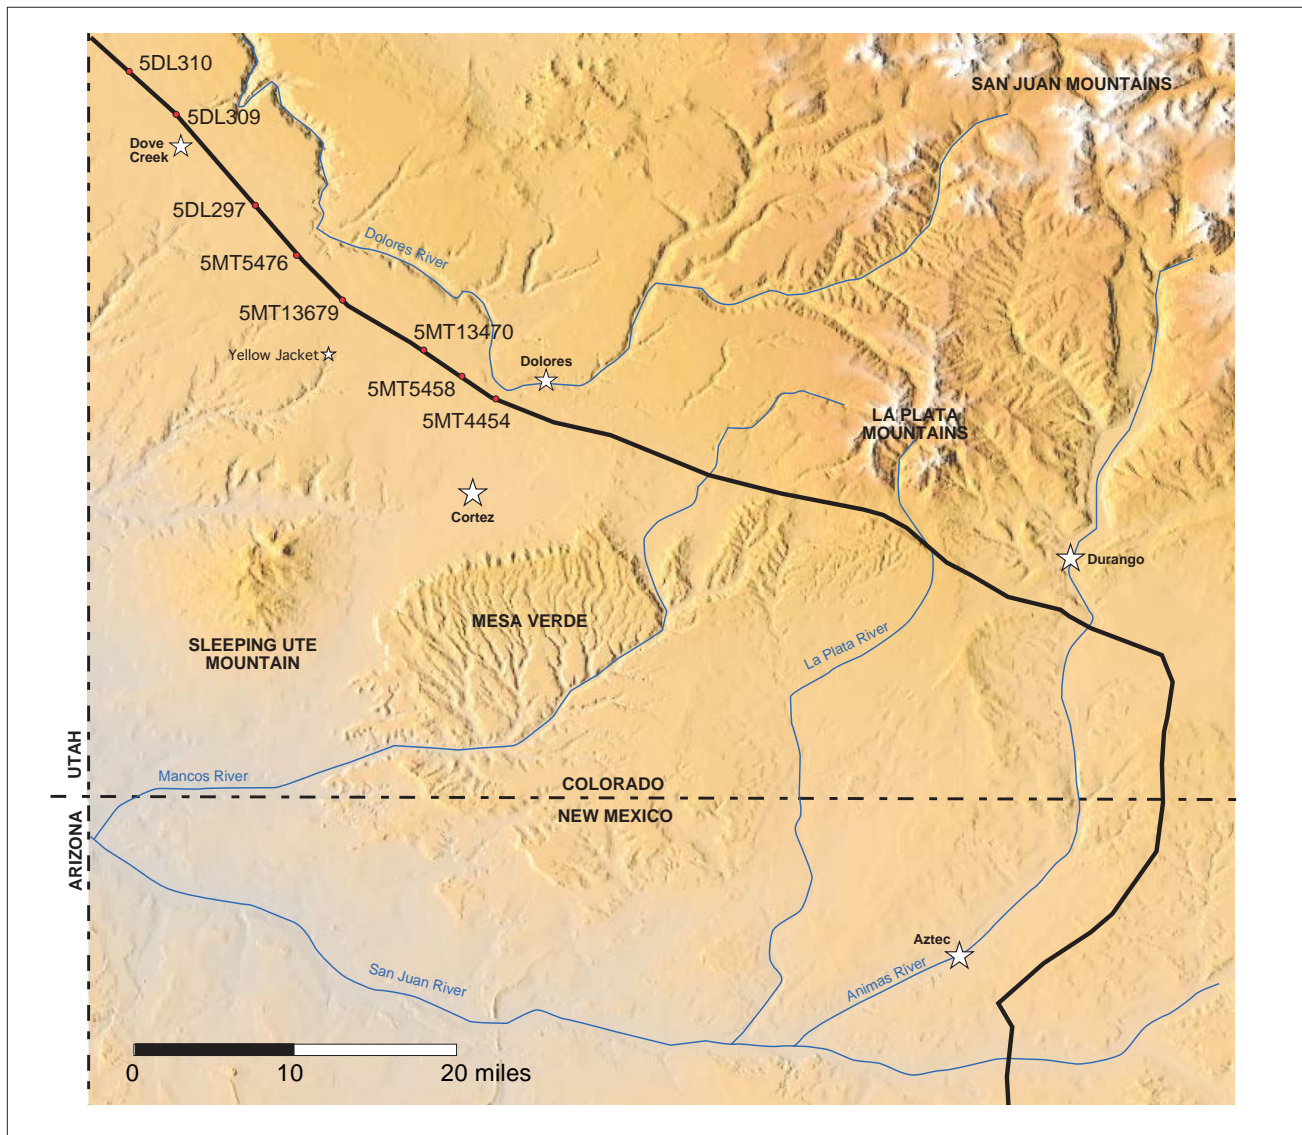 5DL310
SAN JUAN MOUNTAINS
5DL309
Dove
Creek
5DL297
Dolores River
5MT5476
5MT13679
5MT13470
Yellow Jacket
Dolores
5MT5458
5MT4454
LA PLATA
MOUNTAINS
Cortez
Durango
MESA VERDE
SLEEPING UTE
MOUNTAIN
La Plata River
UTAH
Mancos River
COLORADO
NEW MEXICO
ARIZONA
Aztec
San Juan River
Animas River
0 10 20 miles